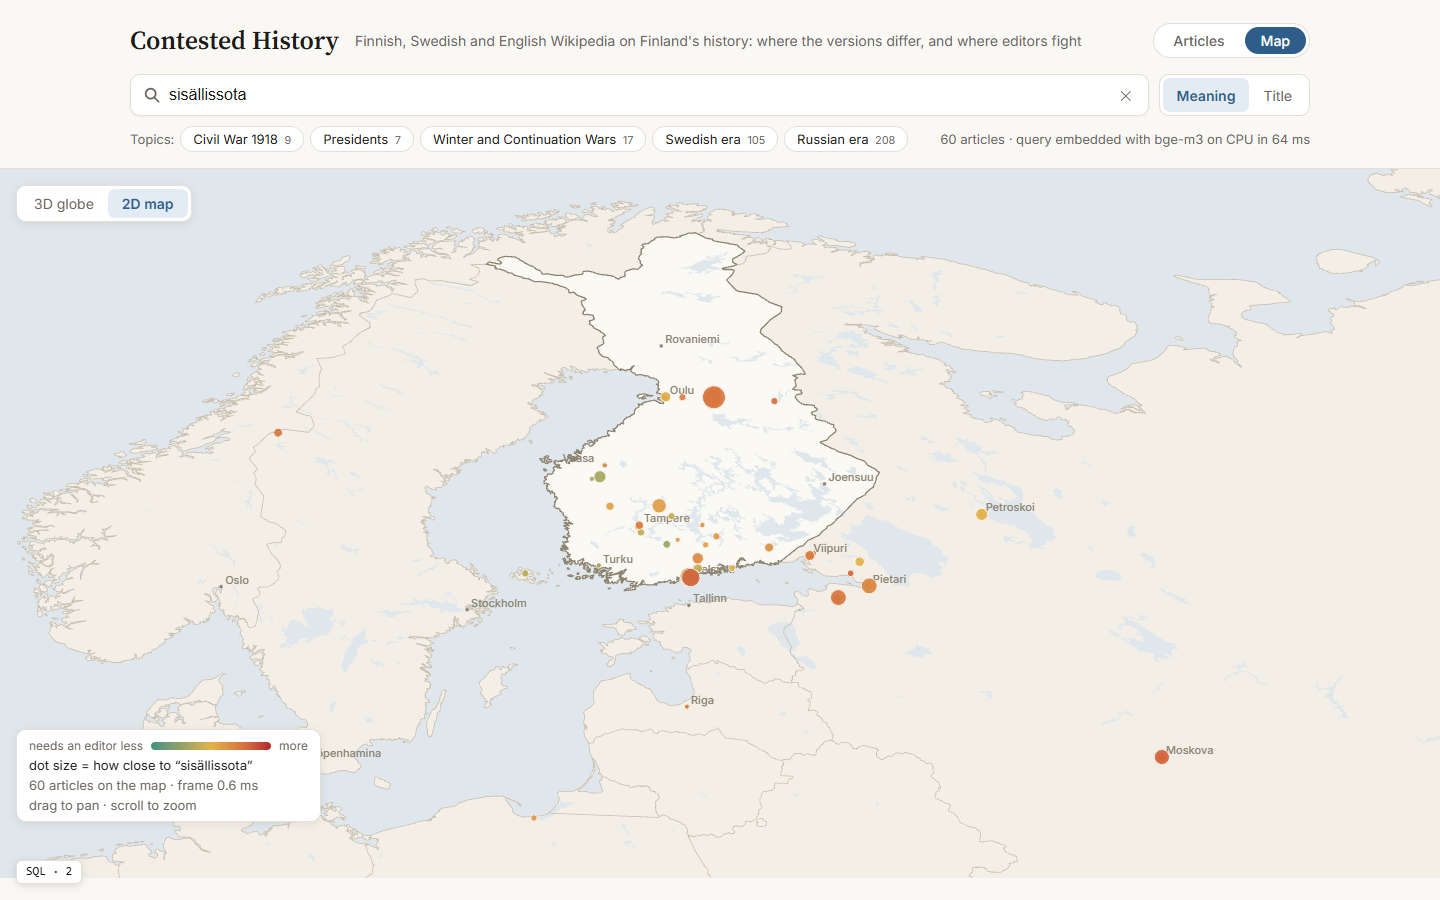 Contested History
Finnish, Swedish and English Wikipedia on Finland's history: where the versions differ, and where editors fight
Articles
Map
sisällissota
Meaning
Title
Topics:
Civil War 1918 9
Presidents 7
Winter and Continuation Wars 17
Swedish era 105
Russian era 208
60 articles · query embedded with bge-m3 on CPU in 64 ms
3D globe
2D map
Rovaniemi
Oulu
Joensuu
Petroskoi
Tampere
Viipuri
Turku
Pietari
Oslo
Stockholm
Tallinn
Riga
Moskova
needs an editor less
more
dot size = how close to “sisällissota”
60 articles on the map · frame 0.6 ms
drag to pan · scroll to zoom
SQL · 2